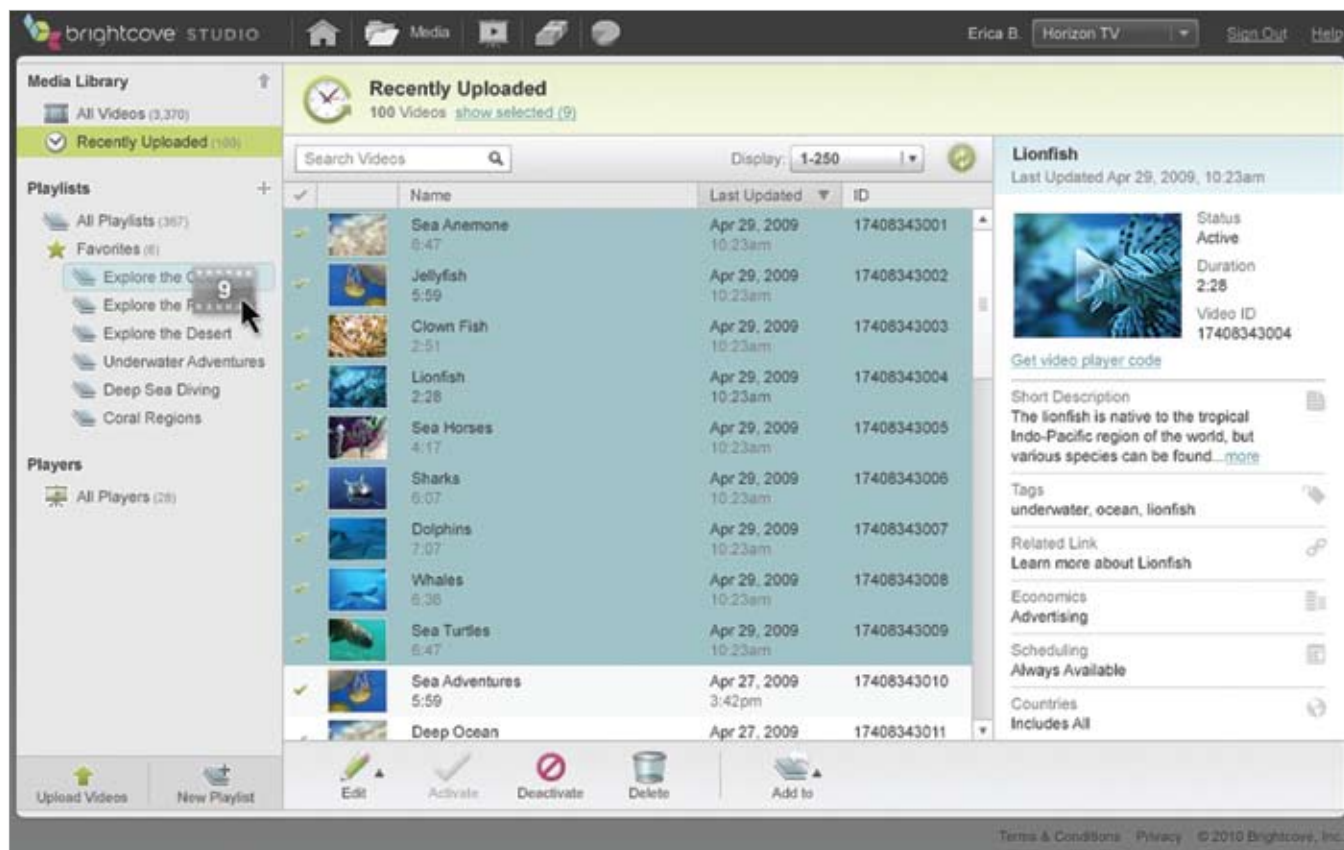 brightcove STUDIO
Media
Erica B.
Horizon TV
Sign Out
Help
Media Library
All Videos (3,370)
Recently Uploaded (100)
Playlists
All Playlists (367)
Favorites (6)
Explore the
9
Explore the
Explore the Desert
Underwater Adventures
Deep Sea Diving
Coral Regions
Players
All Players (28)
Upload Videos
New Playlist
Recently Uploaded
100 Videos show selected (9)
Search Videos
Display: 1-250
Name
Last Updated
ID
Sea Anemone Apr 29, 2009 17408343001
6:47 10:23am
Jellyfish Apr 29, 2009 17408343002
5:59 10:23am
Clown Fish Apr 29, 2009 17408343003
2:51 10:23am
Lionfish Apr 29, 2009 17408343004
2:28 10:23am
Sea Horses Apr 29, 2009 17408343005
4:17 10:23am
Sharks Apr 29, 2009 17408343006
6:07 10:23am
Dolphins Apr 29, 2009 17408343007
7:07 10:23am
Whales Apr 29, 2009 17408343008
6:36 10:23am
Sea Turtles Apr 29, 2009 17408343009
6:47 10:23am
Sea Adventures Apr 27, 2009 17408343010
5:59 3:42pm
Deep Ocean Apr 27, 2009 17408343011
Edit
Activate
Deactivate
Delete
Add to
Lionfish
Last Updated Apr 29, 2009, 10:23am
Status
Active
Duration
2:28
Video ID
17408343004
Get video player code
Short Description
The lionfish is native to the tropical
Indo-Pacific region of the world, but
various species can be found...more
Tags
underwater, ocean, lionfish
Related Link
Learn more about Lionfish
Economics
Advertising
Scheduling
Always Available
Countries
Includes All
Terms & Conditions Privacy © 2010 Brightcove, Inc.